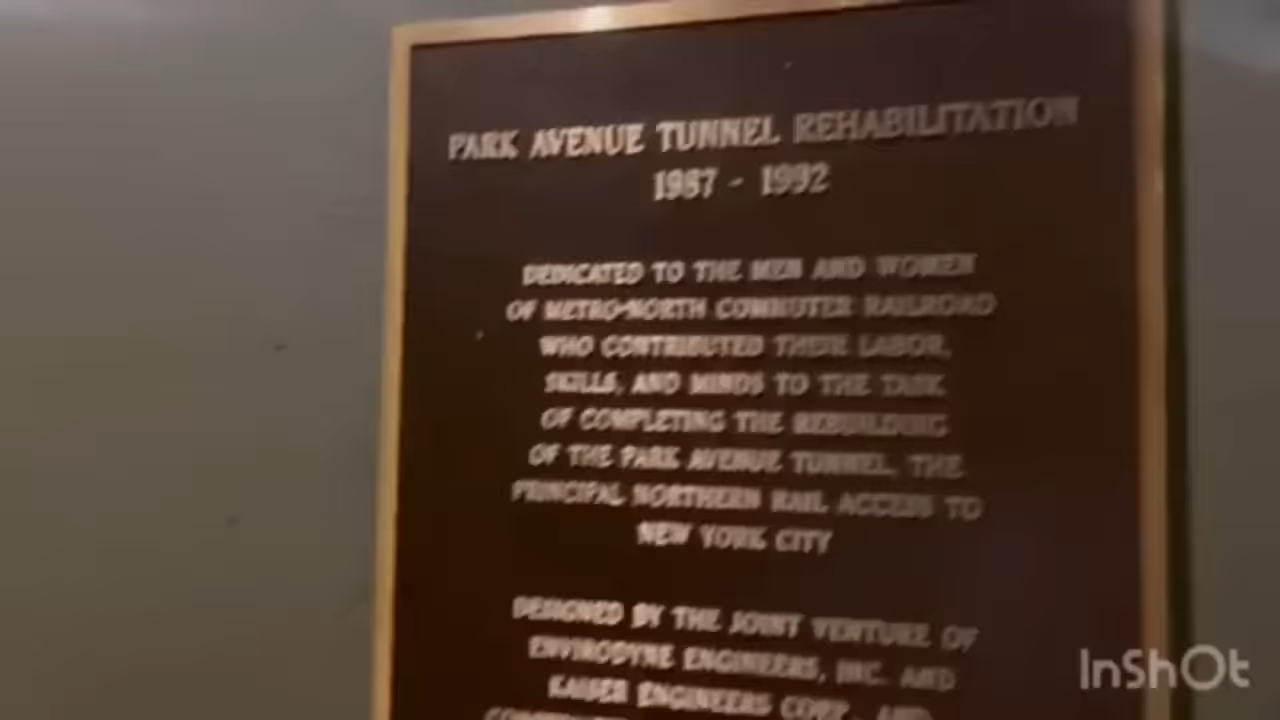 PARK AVENUE TUNNEL REHABILITATION
1987 - 1992
DEDICATED TO THE MEN AND WOMEN
OF METRO-NORTH COMMUTER RAILROAD
WHO CONTRIBUTED THEIR LABOR,
SKILLS, AND MINDS TO THE TASK
OF COMPLETING THE REBUILDING
OF THE PARK AVENUE TUNNEL, THE
PRINCIPAL NORTHERN RAIL ACCESS TO
NEW YORK CITY
DESIGNED BY THE JOINT VENTURE OF
ENVIRODYNE ENGINEERS, INC. AND
KAISER ENGINEERS CORP., AND
InShOt